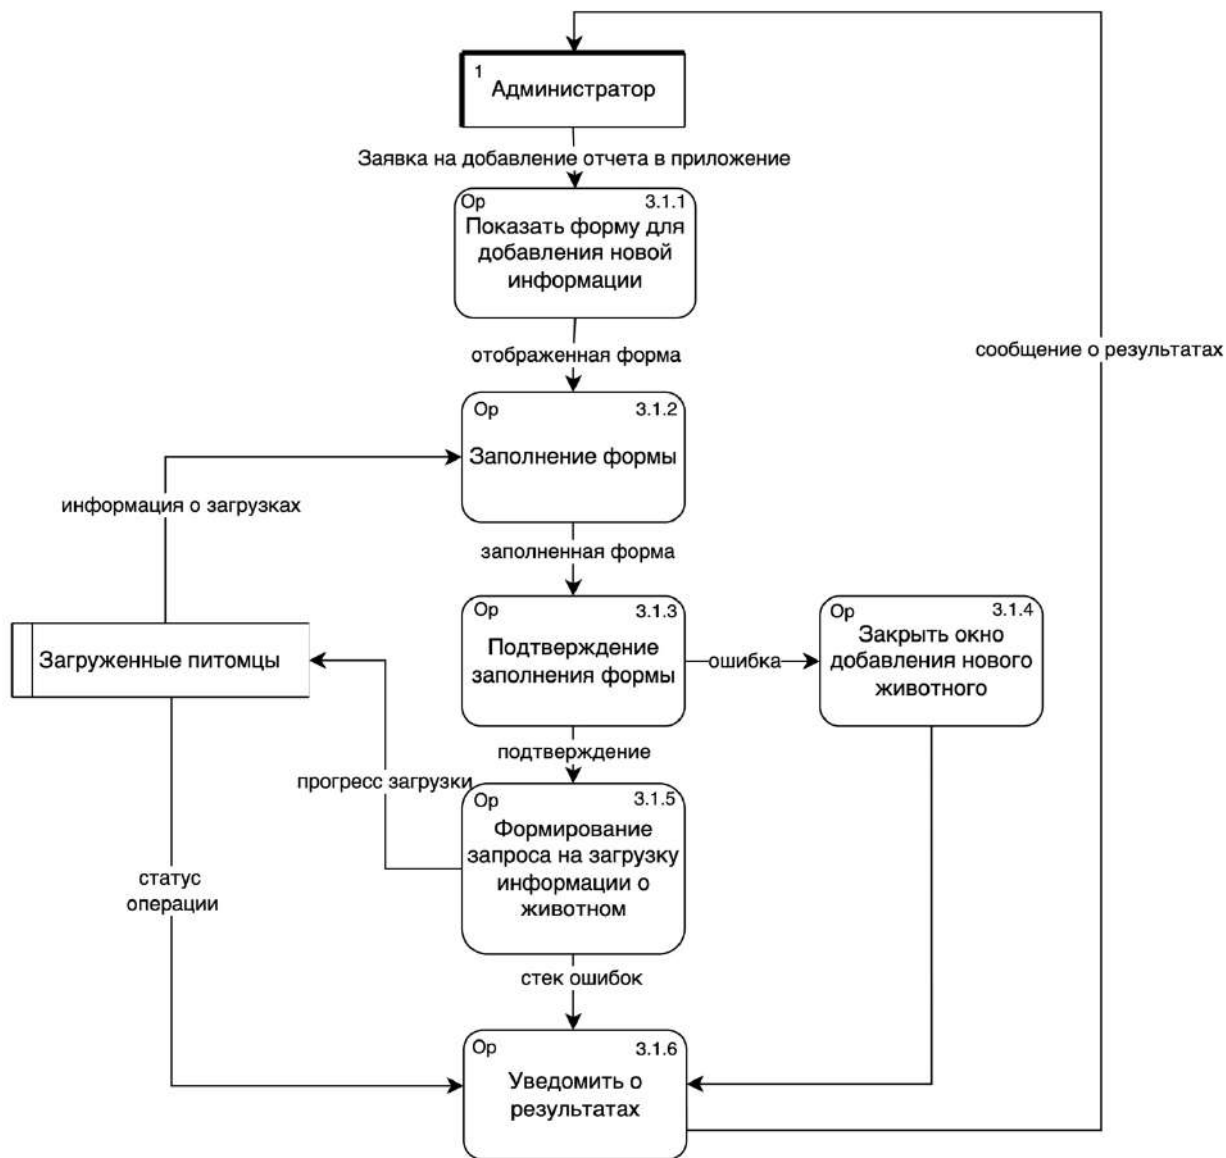 1
Администратор
Заявка на добавление отчета в приложение
Ор 3.1.1
Показать форму для
добавления новой
информации
отображенная форма
сообщение о результатах
Ор 3.1.2
Заполнение формы
информация о загрузках
заполненная форма
Ор 3.1.3
Подтверждение
заполнения формы
ошибка
Ор 3.1.4
Закрыть окно
добавления нового
животного
Загруженные питомцы
подтверждение
прогресс загрузки
Ор 3.1.5
Формирование
запроса на загрузку
информации о
животном
статус
операции
стек ошибок
Ор 3.1.6
Уведомить о
результатах